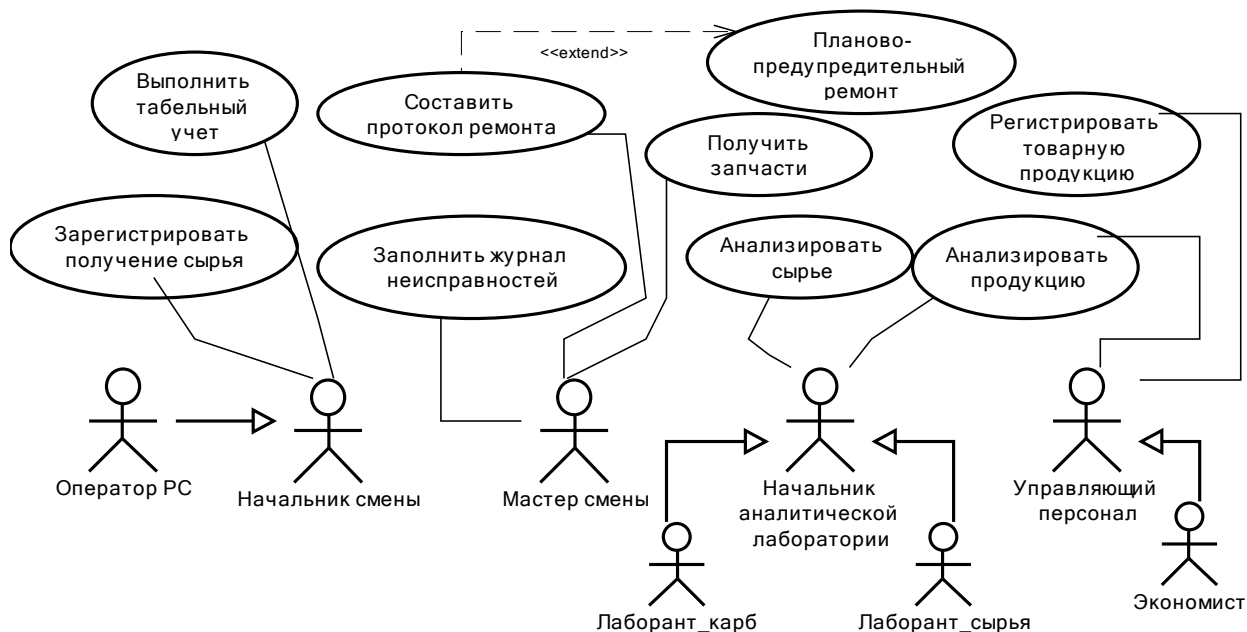 <<extend>>
Планово-
предупредительный
ремонт
Выполнить
табельный
учет
Составить
протокол ремонта
Получить
запчасти
Регистрировать
товарную
продукцию
Зарегистрировать
получение сырья
Заполнить журнал
неисправностей
Анализировать
сырье
Анализировать
продукцию
Оператор РС
Начальник смены
Мастер смены
Начальник
аналитической
лаборатории
Управляющий
персонал
Лаборант_карб
Лаборант_сырья
Экономист